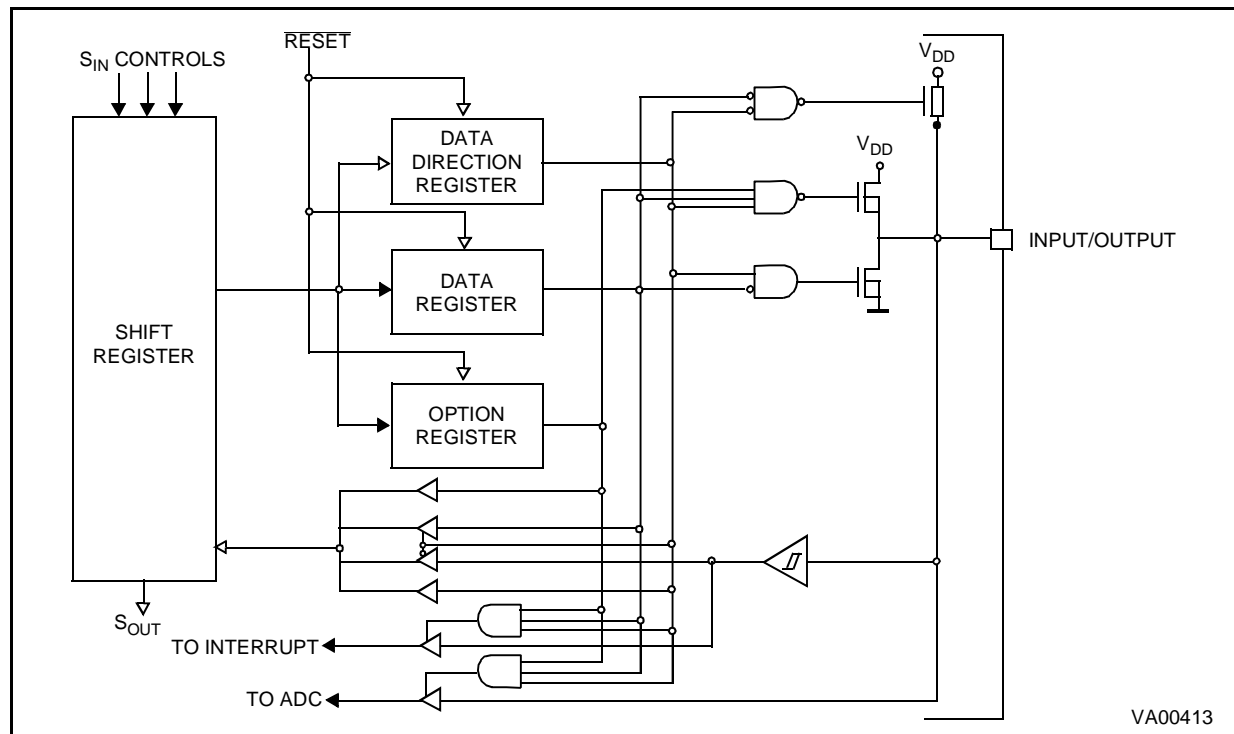 RESET
S_IN CONTROLS
V_DD
DATA
DIRECTION
REGISTER
V_DD
INPUT/OUTPUT
DATA
REGISTER
SHIFT
REGISTER
OPTION
REGISTER
S_OUT
TO INTERRUPT
TO ADC
VA00413